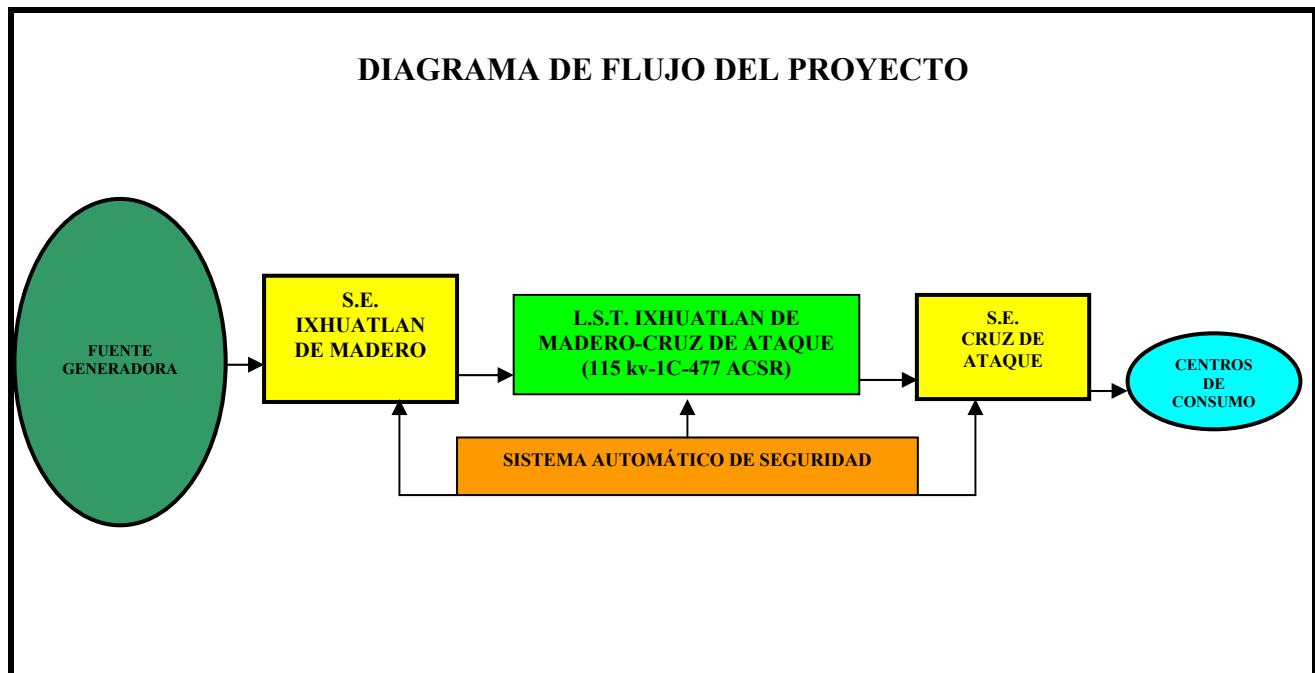 DIAGRAMA DE FLUJO DEL PROYECTO
FUENTE
GENERADORA
S.E.
IXHUATLAN
DE MADERO
L.S.T. IXHUATLAN DE
MADERO-CRUZ DE ATAQUE
(115 kv-1C-477 ACSR)
S.E.
CRUZ DE
ATAQUE
CENTROS
DE
CONSUMO
SISTEMA AUTOMÁTICO DE SEGURIDAD